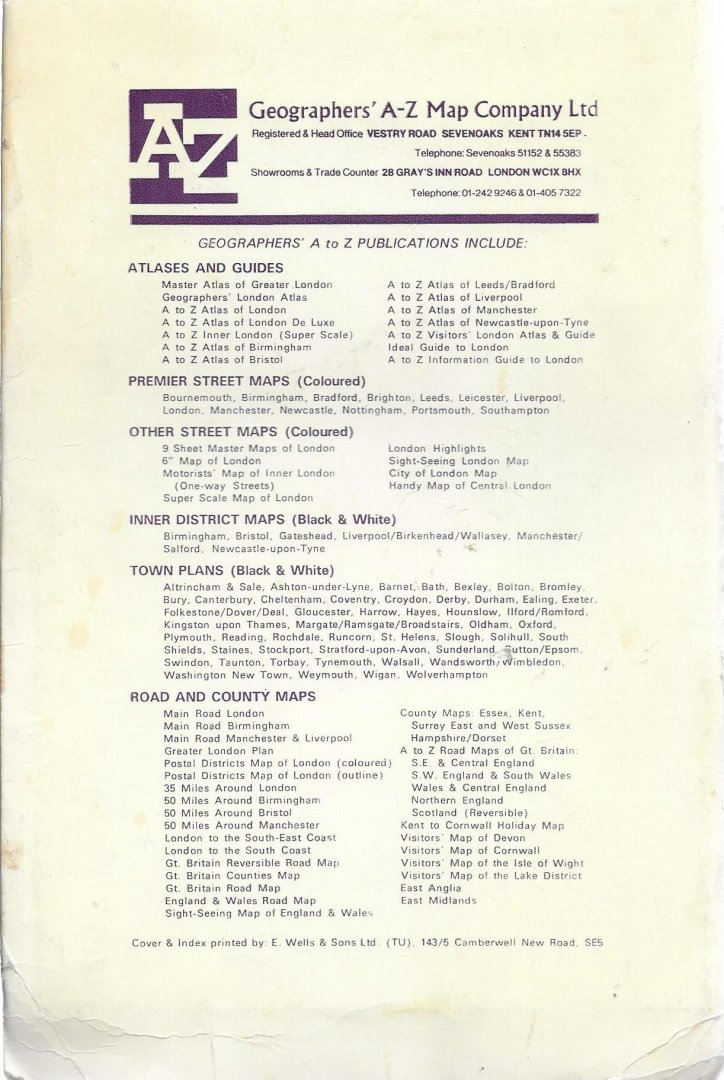 AZ
Geographers' A-Z Map Company Ltd
Registered & Head Office VESTRY ROAD SEVENOAKS KENT TN14 5EP.
Telephone: Sevenoaks 51152 & 55383
Showrooms & Trade Counter 28 GRAY'S INN ROAD LONDON WC1X 8HX
Telephone: 01-242 9246 & 01-405 7322
GEOGRAPHERS' A to Z PUBLICATIONS INCLUDE:
ATLASES AND GUIDES
Master Atlas of Greater London
Geographers' London Atlas
A to Z Atlas of London
A to Z Atlas of London De Luxe
A to Z Inner London (Super Scale)
A to Z Atlas of Birmingham
A to Z Atlas of Bristol
A to Z Atlas of Leeds/Bradford
A to Z Atlas of Liverpool
A to Z Atlas of Manchester
A to Z Atlas of Newcastle-upon-Tyne
A to Z Visitors' London Atlas & Guide
Ideal Guide to London
A to Z Information Guide to London
PREMIER STREET MAPS (Coloured)
Bournemouth, Birmingham, Bradford, Brighton, Leeds, Leicester, Liverpool,
London, Manchester, Newcastle, Nottingham, Portsmouth, Southampton
OTHER STREET MAPS (Coloured)
9 Sheet Master Maps of London
6" Map of London
Motorists' Map of Inner London
(One-way Streets)
Super Scale Map of London
London Highlights
Sight-Seeing London Map
City of London Map
Handy Map of Central London
INNER DISTRICT MAPS (Black & White)
Birmingham, Bristol, Gateshead, Liverpool/Birkenhead/Wallasey, Manchester/
Salford, Newcastle-upon-Tyne
TOWN PLANS (Black & White)
Altrincham & Sale, Ashton-under-Lyne, Barnet, Bath, Bexley, Bolton, Bromley,
Bury, Canterbury, Cheltenham, Coventry, Croydon, Derby, Durham, Ealing, Exeter,
Folkestone/Dover/Deal, Gloucester, Harrow, Hayes, Hounslow, Ilford/Romford,
Kingston upon Thames, Margate/Ramsgate/Broadstairs, Oldham, Oxford,
Plymouth, Reading, Rochdale, Runcorn, St. Helens, Slough, Solihull, South
Shields, Staines, Stockport, Stratford-upon-Avon, Sunderland, Sutton/Epsom,
Swindon, Taunton, Torbay, Tynemouth, Walsall, Wandsworth/Wimbledon,
Washington New Town, Weymouth, Wigan, Wolverhampton
ROAD AND COUNTY MAPS
Main Road London
Main Road Birmingham
Main Road Manchester & Liverpool
Greater London Plan
Postal Districts Map of London (coloured)
Postal Districts Map of London (outline)
35 Miles Around London
50 Miles Around Birmingham
50 Miles Around Bristol
50 Miles Around Manchester
London to the South-East Coast
London to the South Coast
Gt. Britain Reversible Road Map
Gt. Britain Counties Map
Gt. Britain Road Map
England & Wales Road Map
Sight-Seeing Map of England & Wales
County Maps: Essex, Kent,
Surrey East and West Sussex
Hampshire/Dorset
A to Z Road Maps of Gt. Britain:
S.E. & Central England
S.W. England & South Wales
Wales & Central England
Northern England
Scotland (Reversible)
Kent to Cornwall Holiday Map
Visitors' Map of Devon
Visitors' Map of Cornwall
Visitors' Map of the Isle of Wight
Visitors' Map of the Lake District
East Anglia
East Midlands
Cover & Index printed by: E. Wells & Sons Ltd. (TU), 143/5 Camberwell New Road, SE5